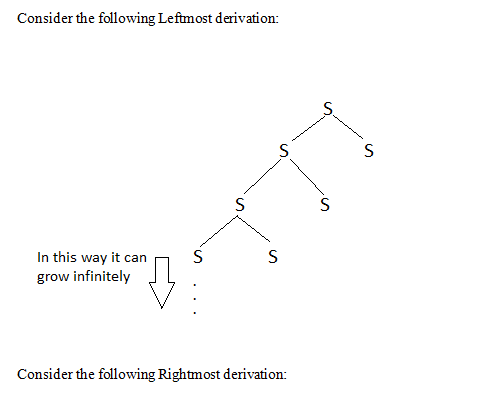 Consider the following Leftmost derivation:
S
S S
S S
In this way it can S S
grow infinitely
Consider the following Rightmost derivation: